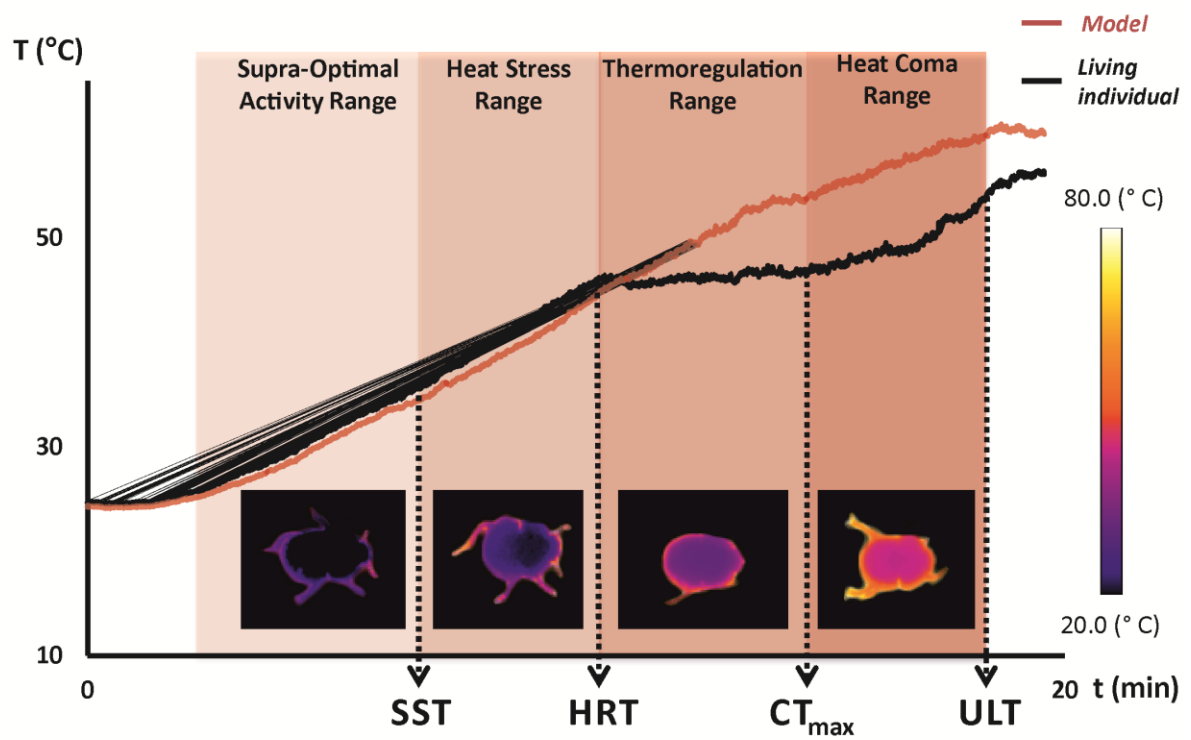 T (°C)
Supra-Optimal
Activity Range
Heat Stress
Range
Thermoregulation
Range
Heat Coma
Range
Model
Living
individual
80.0 (° C)
20.0 (° C)
50
30
10
0
20 t (min)
SST
HRT
CTmax
ULT